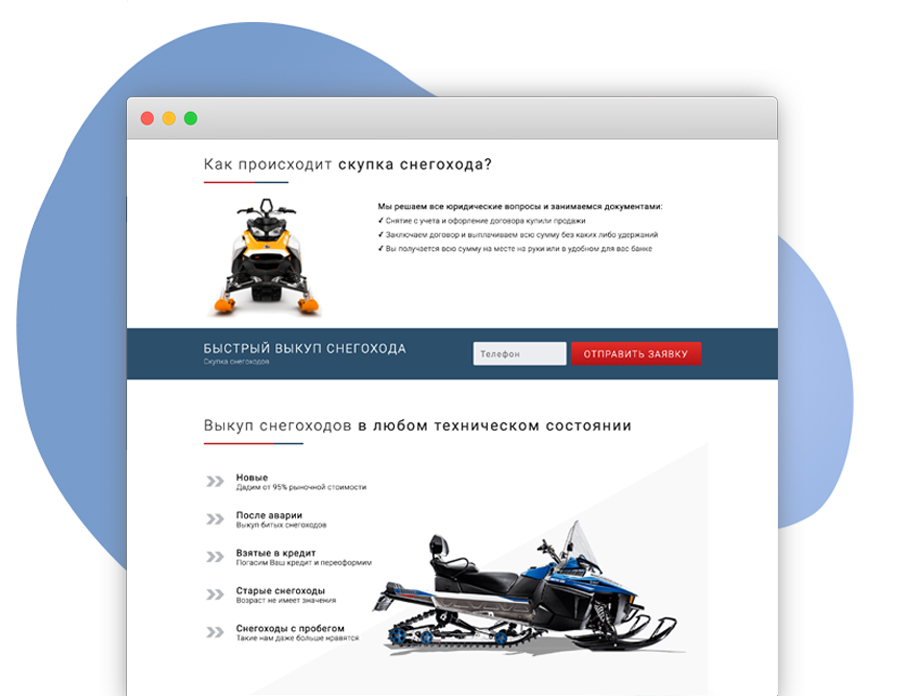 Как происходит скупка снегохода?
Мы решаем все юридические вопросы и занимаемся документами:
✓ Снятие с учета и офорление договора купили продажи
✓ Заключаем договор и выплачиваем всю сумму без каких либо удержаний
✓ Вы получается всю сумму на месте на руки или в удобном для вас банке
БЫСТРЫЙ ВЫКУП СНЕГОХОДА
Скупка снегоходов
Телефон
ОТПРАВИТЬ ЗАЯВКУ
Выкуп снегоходов в любом техническом состоянии
Новые
Дадим от 95% рыночной стоимости
После аварии
Выкуп битых снегоходов
Взятые в кредит
Погасим Ваш кредит и переоформим
Старые снегоходы
Возраст не имеет значения
Снегоходы с пробегом
Такие нам даже больше нравятся